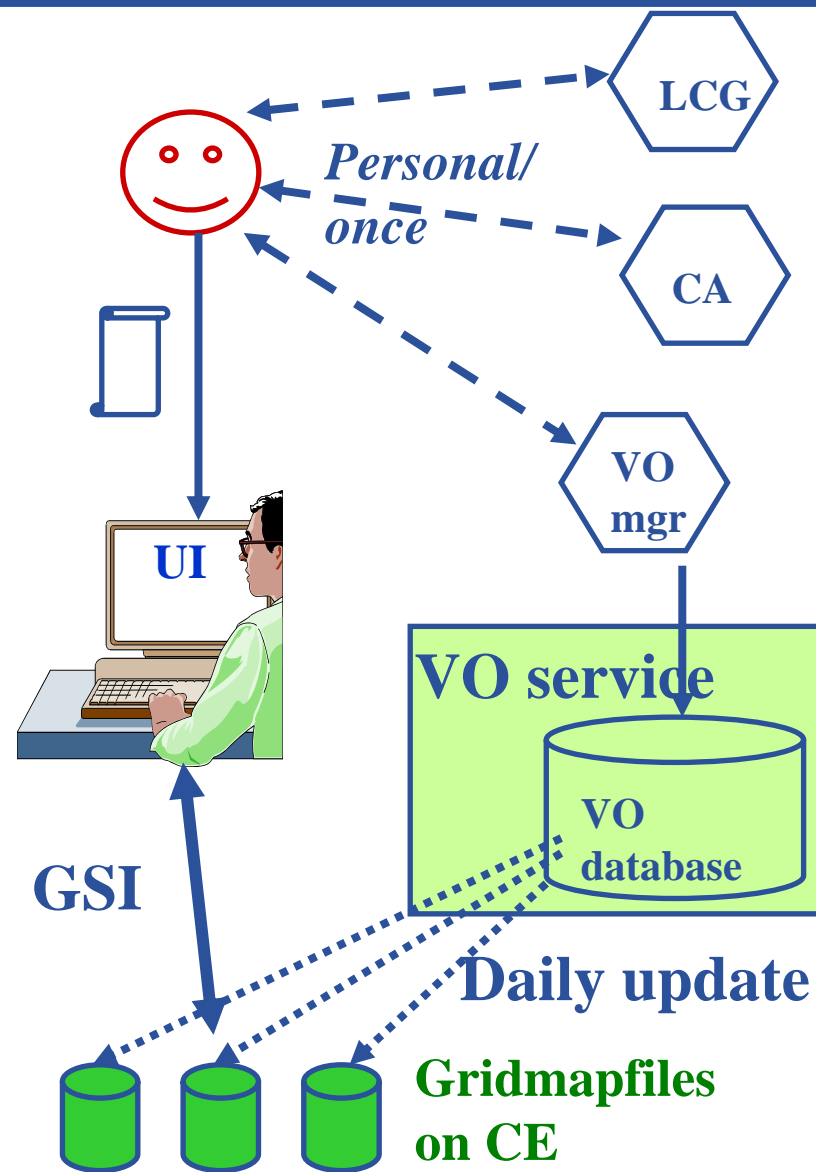 LCG
Personal/
once
CA
VO
mgr
UI
VO service
VO
database
GSI
Daily update
Gridmapfiles
on CE